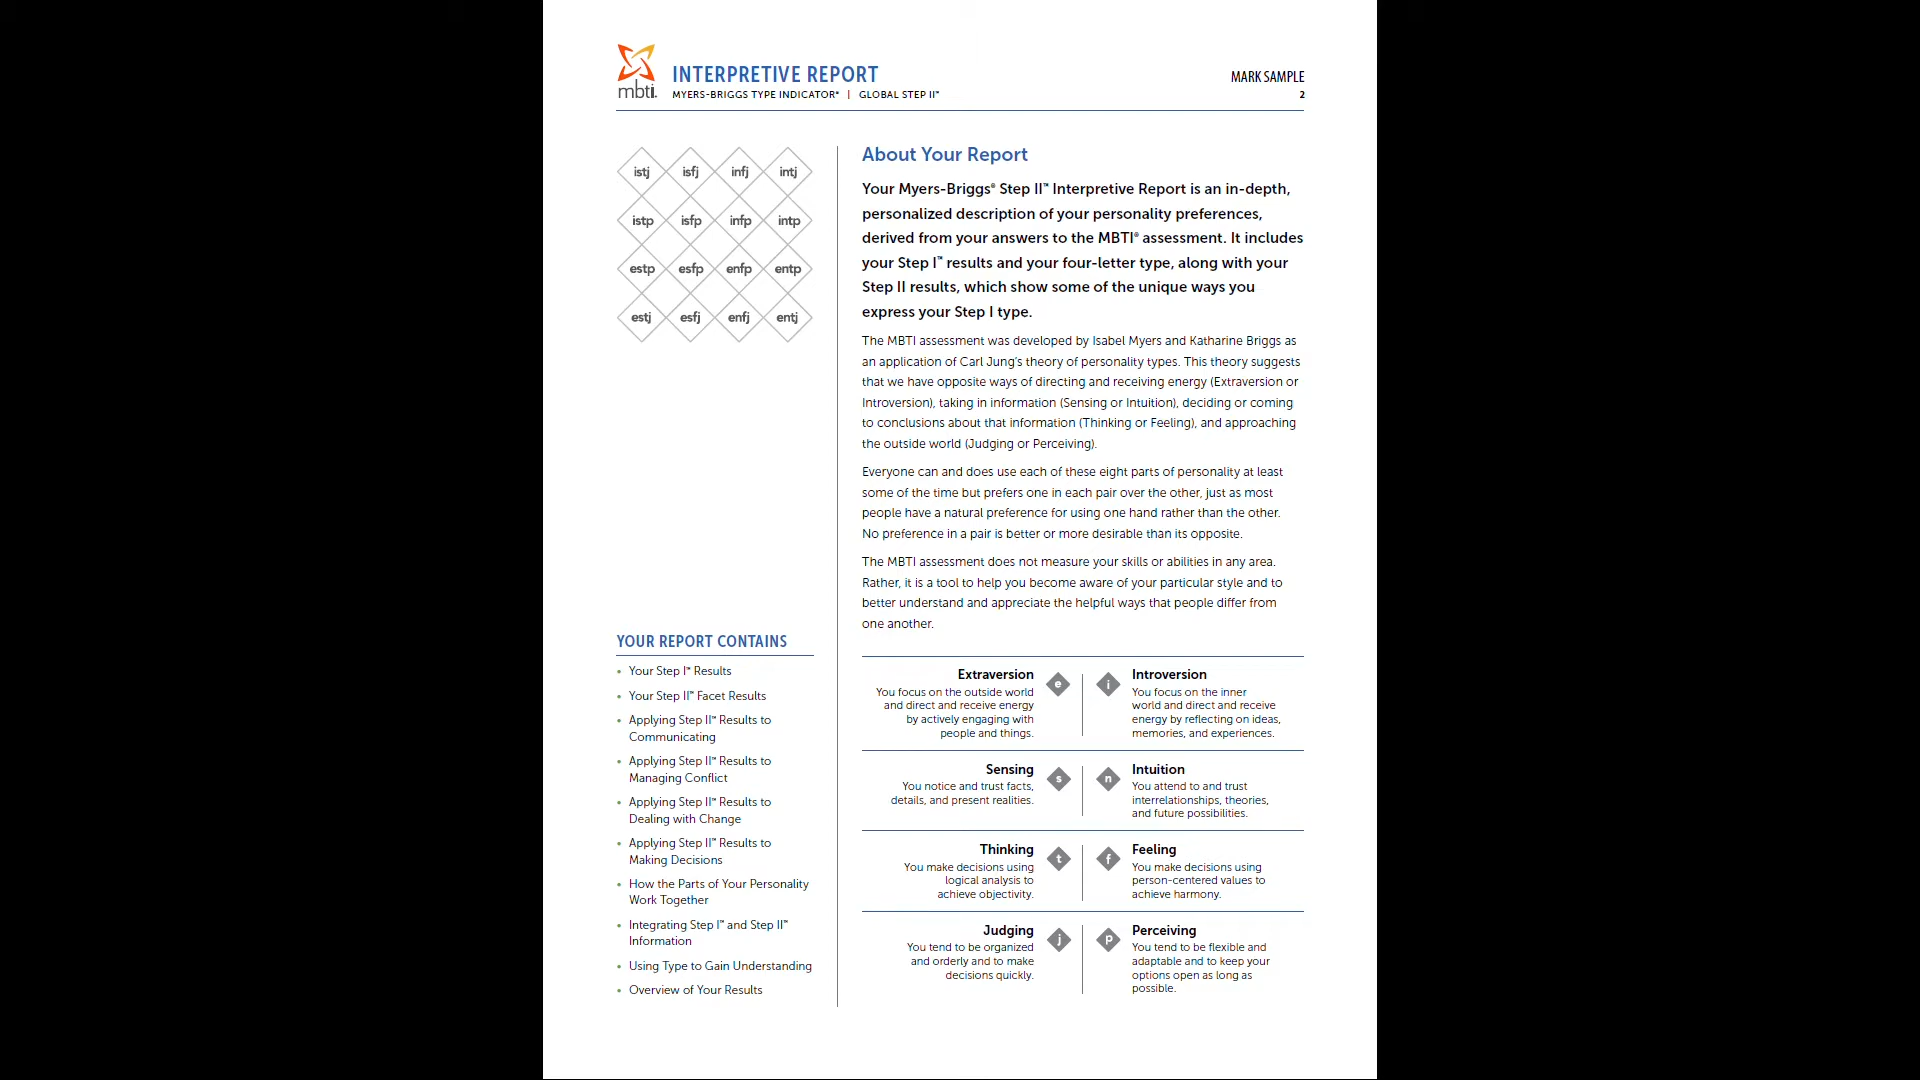 mbti.
INTERPRETIVE REPORT
MYERS-BRIGGS TYPE INDICATOR® | GLOBAL STEP II™
MARK SAMPLE
2
istj isfj infj intj
istp isfp infp intp
estp esfp enfp entp
estj esfj enfj entj
YOUR REPORT CONTAINS
• Your Step I™ Results
• Your Step II™ Facet Results
• Applying Step II™ Results to
Communicating
• Applying Step II™ Results to
Managing Conflict
• Applying Step II™ Results to
Dealing with Change
• Applying Step II™ Results to
Making Decisions
• How the Parts of Your Personality
Work Together
• Integrating Step I™ and Step II™
Information
• Using Type to Gain Understanding
• Overview of Your Results
About Your Report
Your Myers-Briggs® Step II™ Interpretive Report is an in-depth,
personalized description of your personality preferences,
derived from your answers to the MBTI® assessment. It includes
your Step I™ results and your four-letter type, along with your
Step II results, which show some of the unique ways you
express your Step I type.
The MBTI assessment was developed by Isabel Myers and Katharine Briggs as
an application of Carl Jung's theory of personality types. This theory suggests
that we have opposite ways of directing and receiving energy (Extraversion or
Introversion), taking in information (Sensing or Intuition), deciding or coming
to conclusions about that information (Thinking or Feeling), and approaching
the outside world (Judging or Perceiving).
Everyone can and does use each of these eight parts of personality at least
some of the time but prefers one in each pair over the other, just as most
people have a natural preference for using one hand rather than the other.
No preference in a pair is better or more desirable than its opposite.
The MBTI assessment does not measure your skills or abilities in any area.
Rather, it is a tool to help you become aware of your particular style and to
better understand and appreciate the helpful ways that people differ from
one another.
Extraversion
You focus on the outside world
and direct and receive energy
by actively engaging with
people and things.
e
i
Introversion
You focus on the inner
world and direct and receive
energy by reflecting on ideas,
memories, and experiences.
Sensing
You notice and trust facts,
details, and present realities.
s
n
Intuition
You attend to and trust
interrelationships, theories,
and future possibilities.
Thinking
You make decisions using
logical analysis to
achieve objectivity.
t
f
Feeling
You make decisions using
person-centered values to
achieve harmony.
Judging
You tend to be organized
and orderly and to make
decisions quickly.
j
p
Perceiving
You tend to be flexible and
adaptable and to keep your
options open as long as
possible.